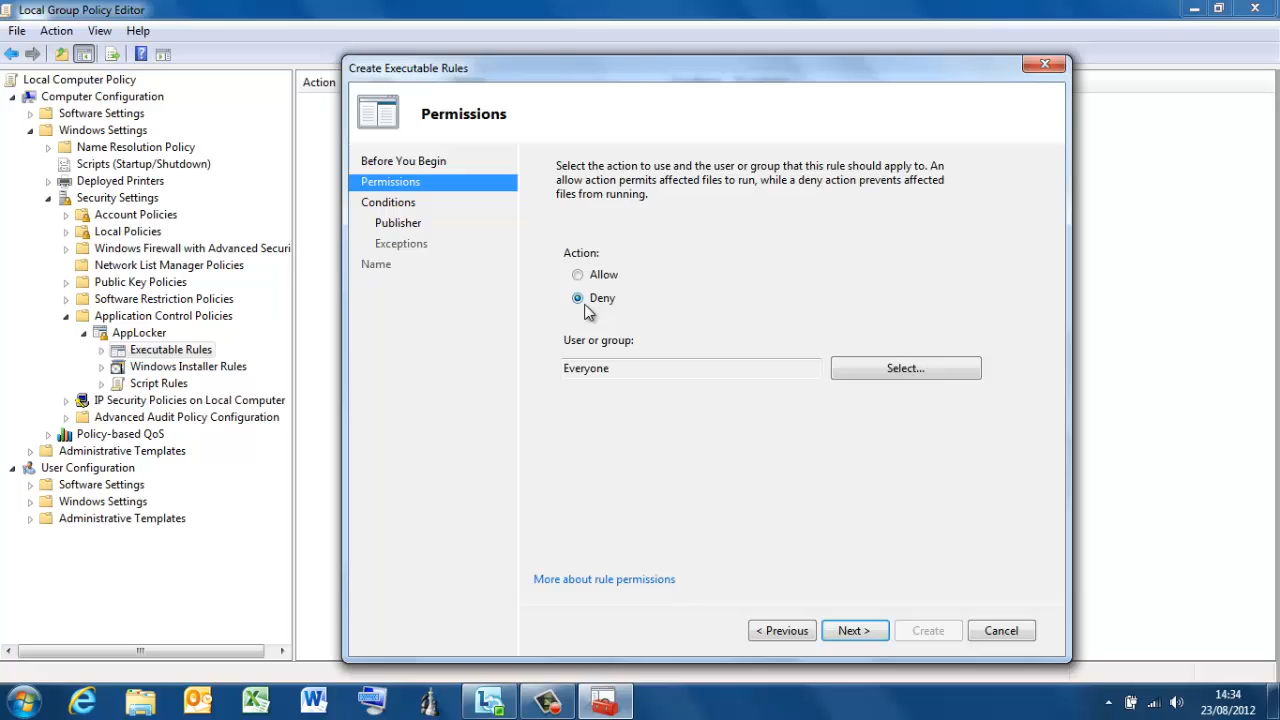 Local Group Policy Editor
File Action View Help
Local Computer Policy
Computer Configuration
Software Settings
Windows Settings
Name Resolution Policy
Scripts (Startup/Shutdown)
Deployed Printers
Security Settings
Account Policies
Local Policies
Windows Firewall with Advanced Securi
Network List Manager Policies
Public Key Policies
Software Restriction Policies
Application Control Policies
AppLocker
Executable Rules
Windows Installer Rules
Script Rules
IP Security Policies on Local Computer
Advanced Audit Policy Configuration
Policy-based QoS
Administrative Templates
User Configuration
Software Settings
Windows Settings
Administrative Templates
Action
Create Executable Rules
Permissions
Before You Begin
Permissions
Conditions
Publisher
Exceptions
Name
Select the action to use and the user or group that this rule should apply to. An
allow action permits affected files to run, while a deny action prevents affected
files from running.
Action:
Allow
Deny
User or group:
Everyone
Select...
More about rule permissions
< Previous
Next >
Create
Cancel
14:34
23/08/2012